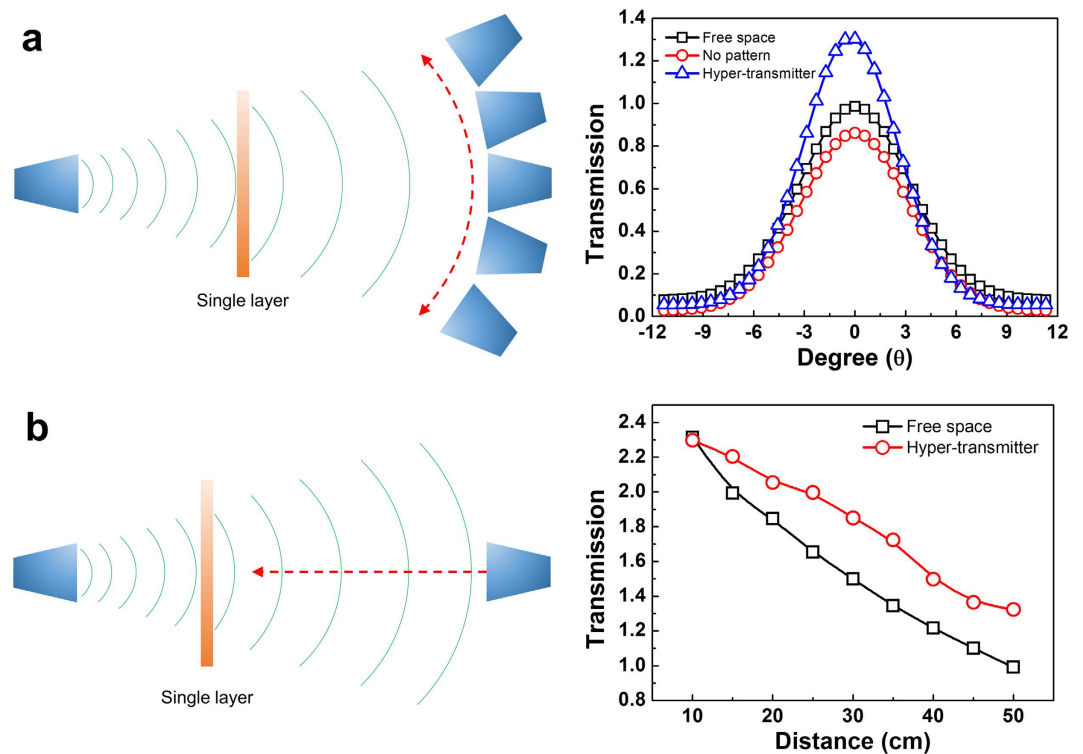 a
Single layer
1.4
1.2
1.0
0.8
0.6
0.4
0.2
0.0
Transmission
Free space
No pattern
Hyper-transmitter
-12 -9 -6 -3 0 3 6 9 12
Degree (θ)
b
Single layer
2.4
2.2
2.0
1.8
1.6
1.4
1.2
1.0
0.8
Transmission
Free space
Hyper-transmitter
10 20 30 40 50
Distance (cm)